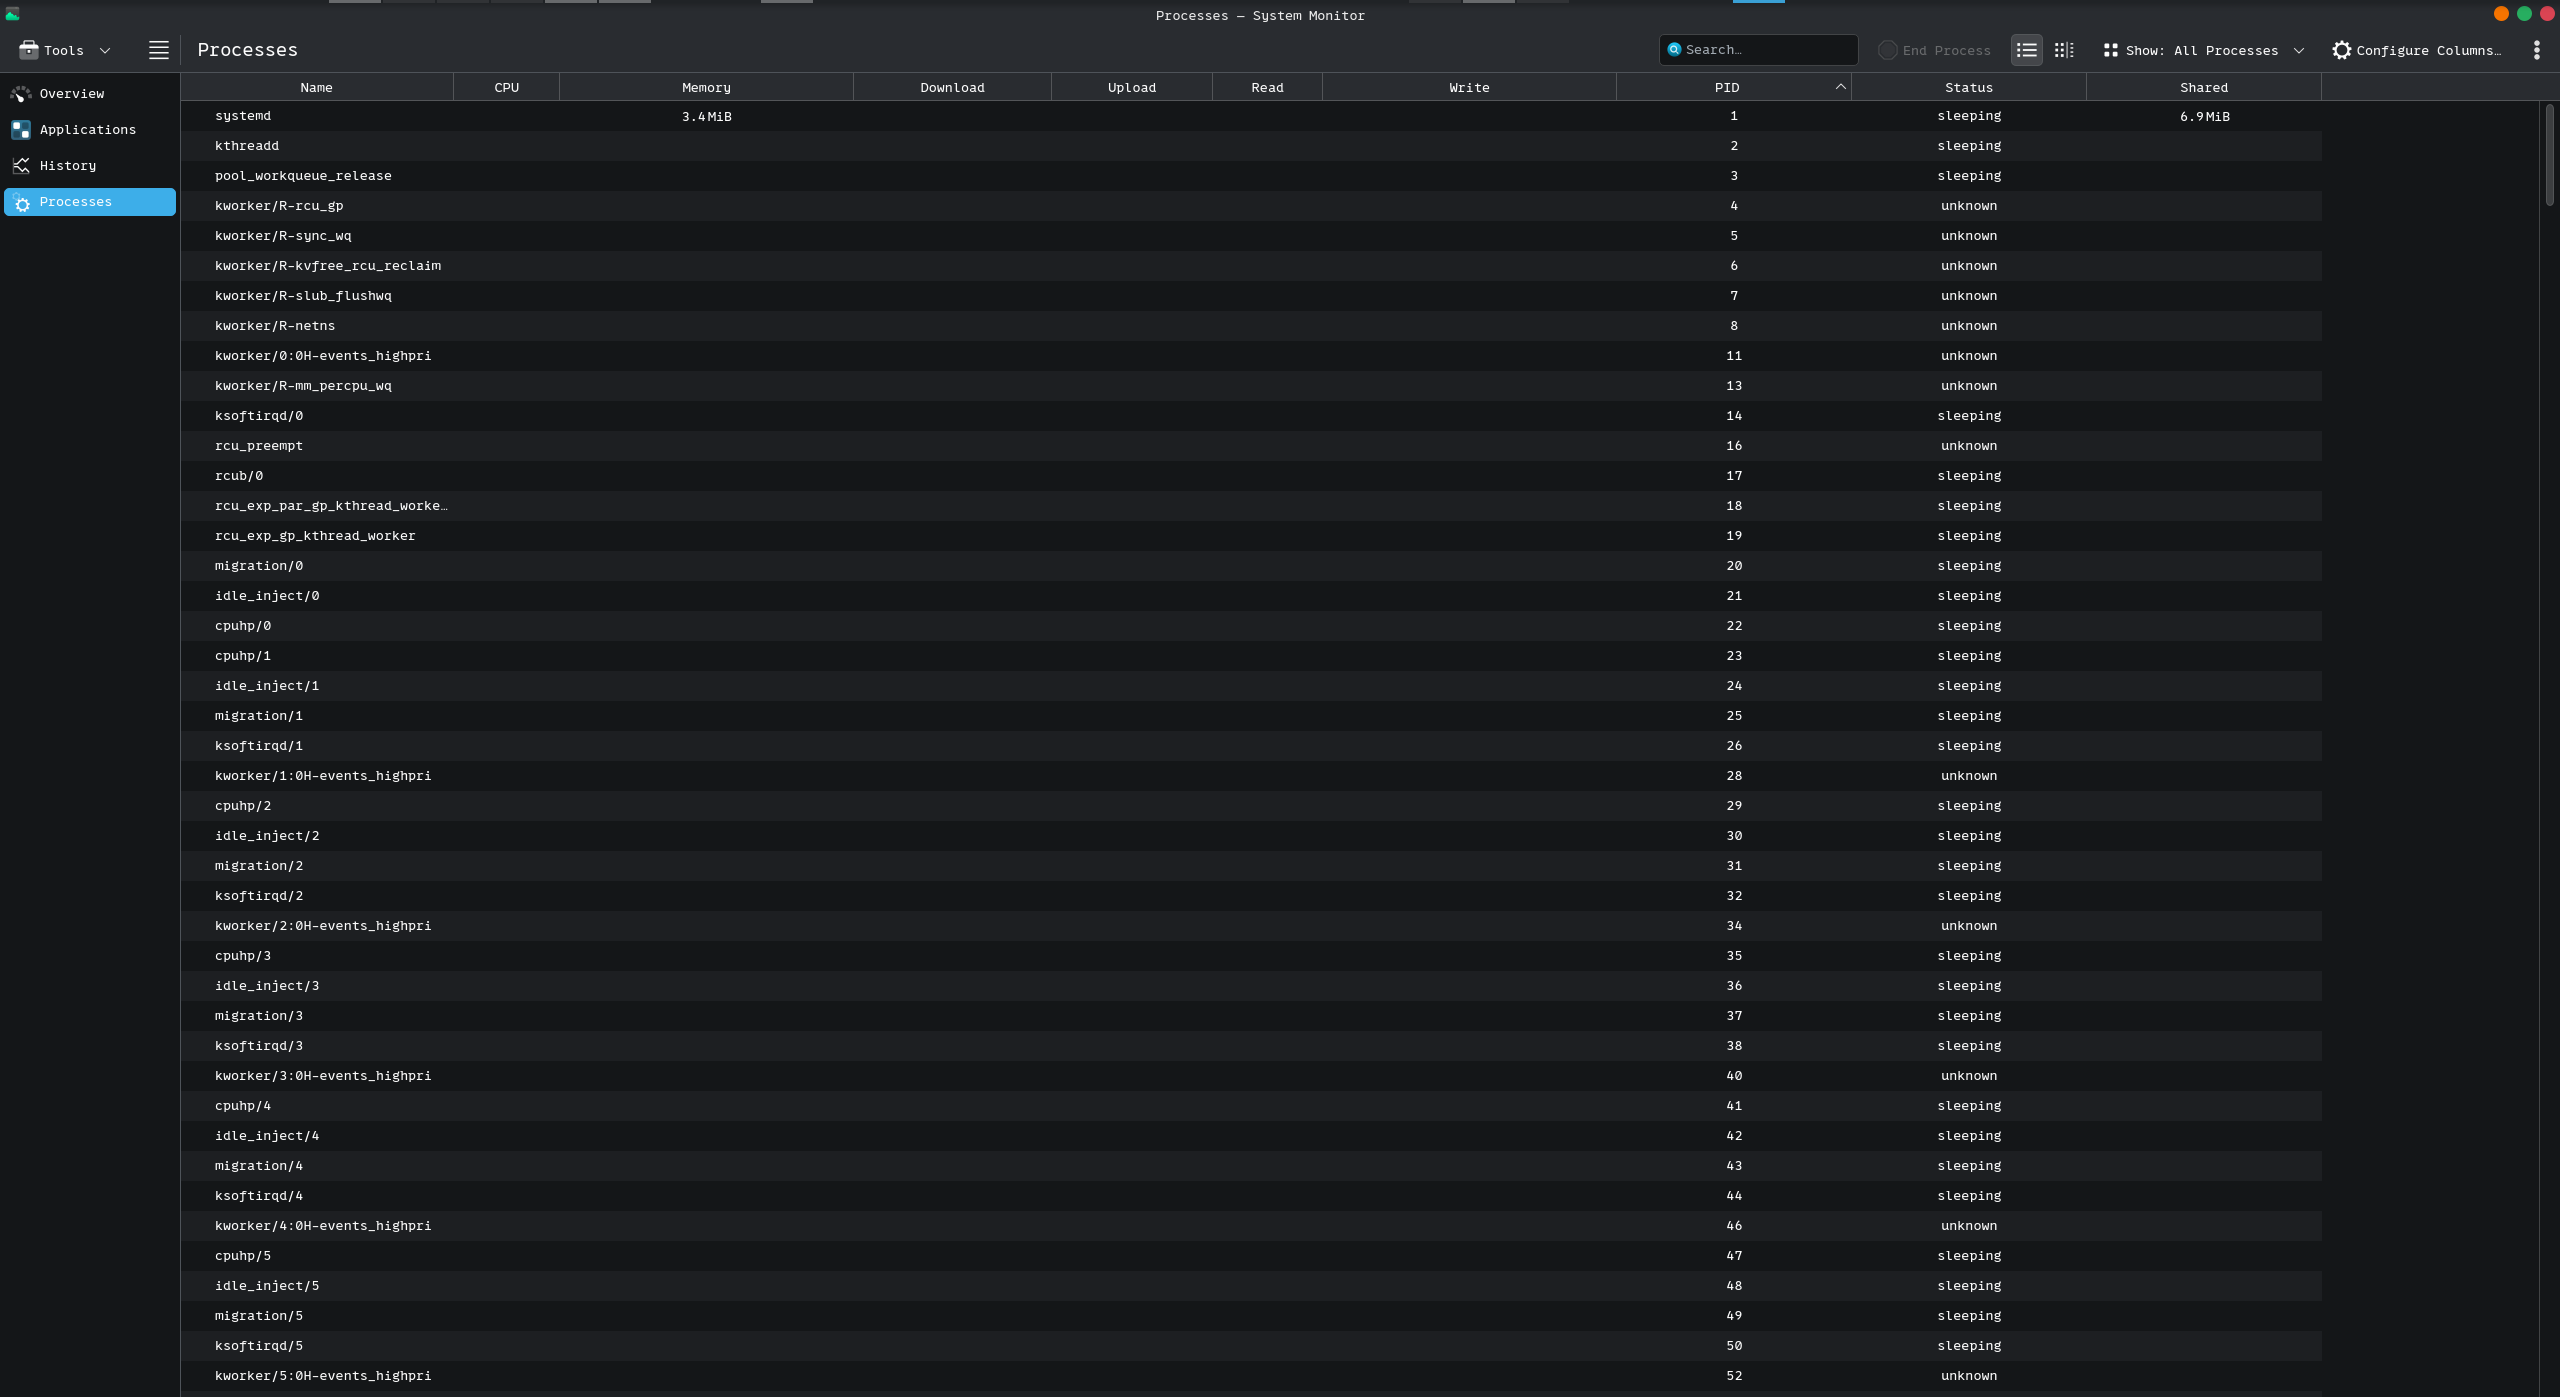 Processes — System Monitor
Tools Processes Search… End Process Show: All Processes Configure Columns…
Overview
Applications
History
Processes
Name CPU Memory Download Upload Read Write PID Status Shared
systemd 3.4 MiB 1 sleeping 6.9 MiB
kthreadd 2 sleeping
pool_workqueue_release 3 sleeping
kworker/R-rcu_gp 4 unknown
kworker/R-sync_wq 5 unknown
kworker/R-kvfree_rcu_reclaim 6 unknown
kworker/R-slub_flushwq 7 unknown
kworker/R-netns 8 unknown
kworker/0:0H-events_highpri 11 unknown
kworker/R-mm_percpu_wq 13 unknown
ksoftirqd/0 14 sleeping
rcu_preempt 16 unknown
rcub/0 17 sleeping
rcu_exp_par_gp_kthread_worke… 18 sleeping
rcu_exp_gp_kthread_worker 19 sleeping
migration/0 20 sleeping
idle_inject/0 21 sleeping
cpuhp/0 22 sleeping
cpuhp/1 23 sleeping
idle_inject/1 24 sleeping
migration/1 25 sleeping
ksoftirqd/1 26 sleeping
kworker/1:0H-events_highpri 28 unknown
cpuhp/2 29 sleeping
idle_inject/2 30 sleeping
migration/2 31 sleeping
ksoftirqd/2 32 sleeping
kworker/2:0H-events_highpri 34 unknown
cpuhp/3 35 sleeping
idle_inject/3 36 sleeping
migration/3 37 sleeping
ksoftirqd/3 38 sleeping
kworker/3:0H-events_highpri 40 unknown
cpuhp/4 41 sleeping
idle_inject/4 42 sleeping
migration/4 43 sleeping
ksoftirqd/4 44 sleeping
kworker/4:0H-events_highpri 46 unknown
cpuhp/5 47 sleeping
idle_inject/5 48 sleeping
migration/5 49 sleeping
ksoftirqd/5 50 sleeping
kworker/5:0H-events_highpri 52 unknown